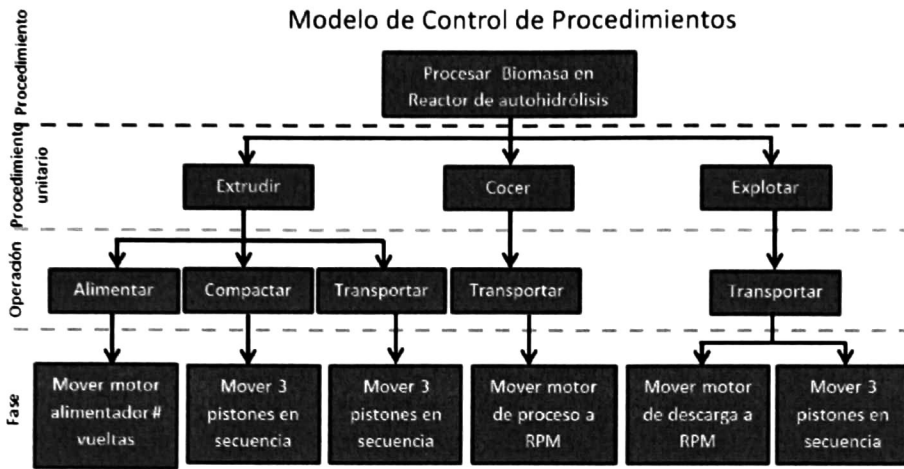 Modelo de Control de Procedimientos
Procedimiento
Procesar Biomasa en
Reactor de autohidrólisis
Procedimiento
unitario
Extrudir
Cocer
Explotar
Operación
Alimentar
Compactar
Transportar
Transportar
Transportar
Fase
Mover motor
alimentador #
vueltas
Mover 3
pistones en
secuencia
Mover 3
pistones en
secuencia
Mover motor
de proceso a
RPM
Mover motor
de descarga a
RPM
Mover 3
pistones en
secuencia